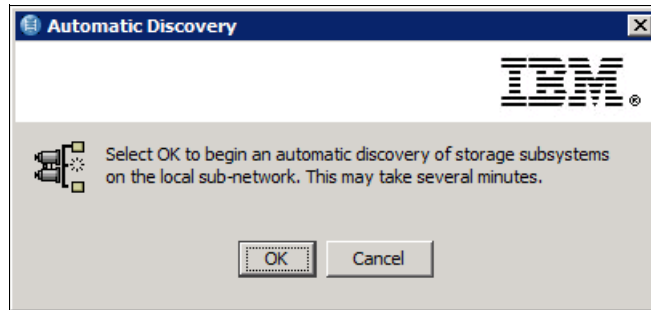 Automatic Discovery
IBM®
Select OK to begin an automatic discovery of storage subsystems
on the local sub-network. This may take several minutes.
OK Cancel